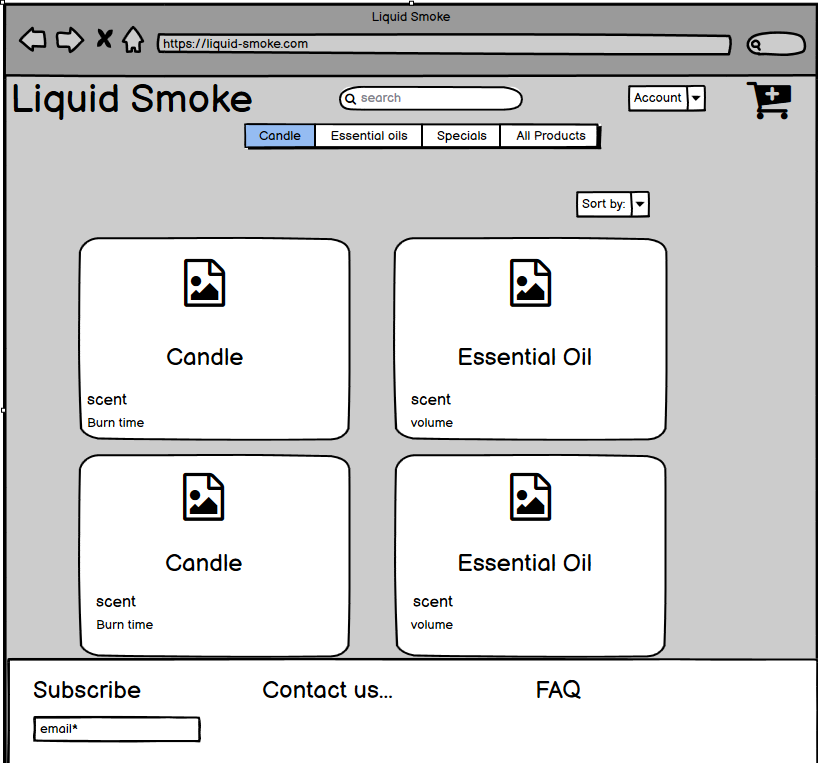 Liquid Smoke
https://liquid-smoke.com
Liquid Smoke
search
Account
Candle
Essential oils
Specials
All Products
Sort by:
Candle
scent
Burn time
Essential Oil
scent
volume
Candle
scent
Burn time
Essential Oil
scent
volume
Subscribe
email*
Contact us...
FAQ